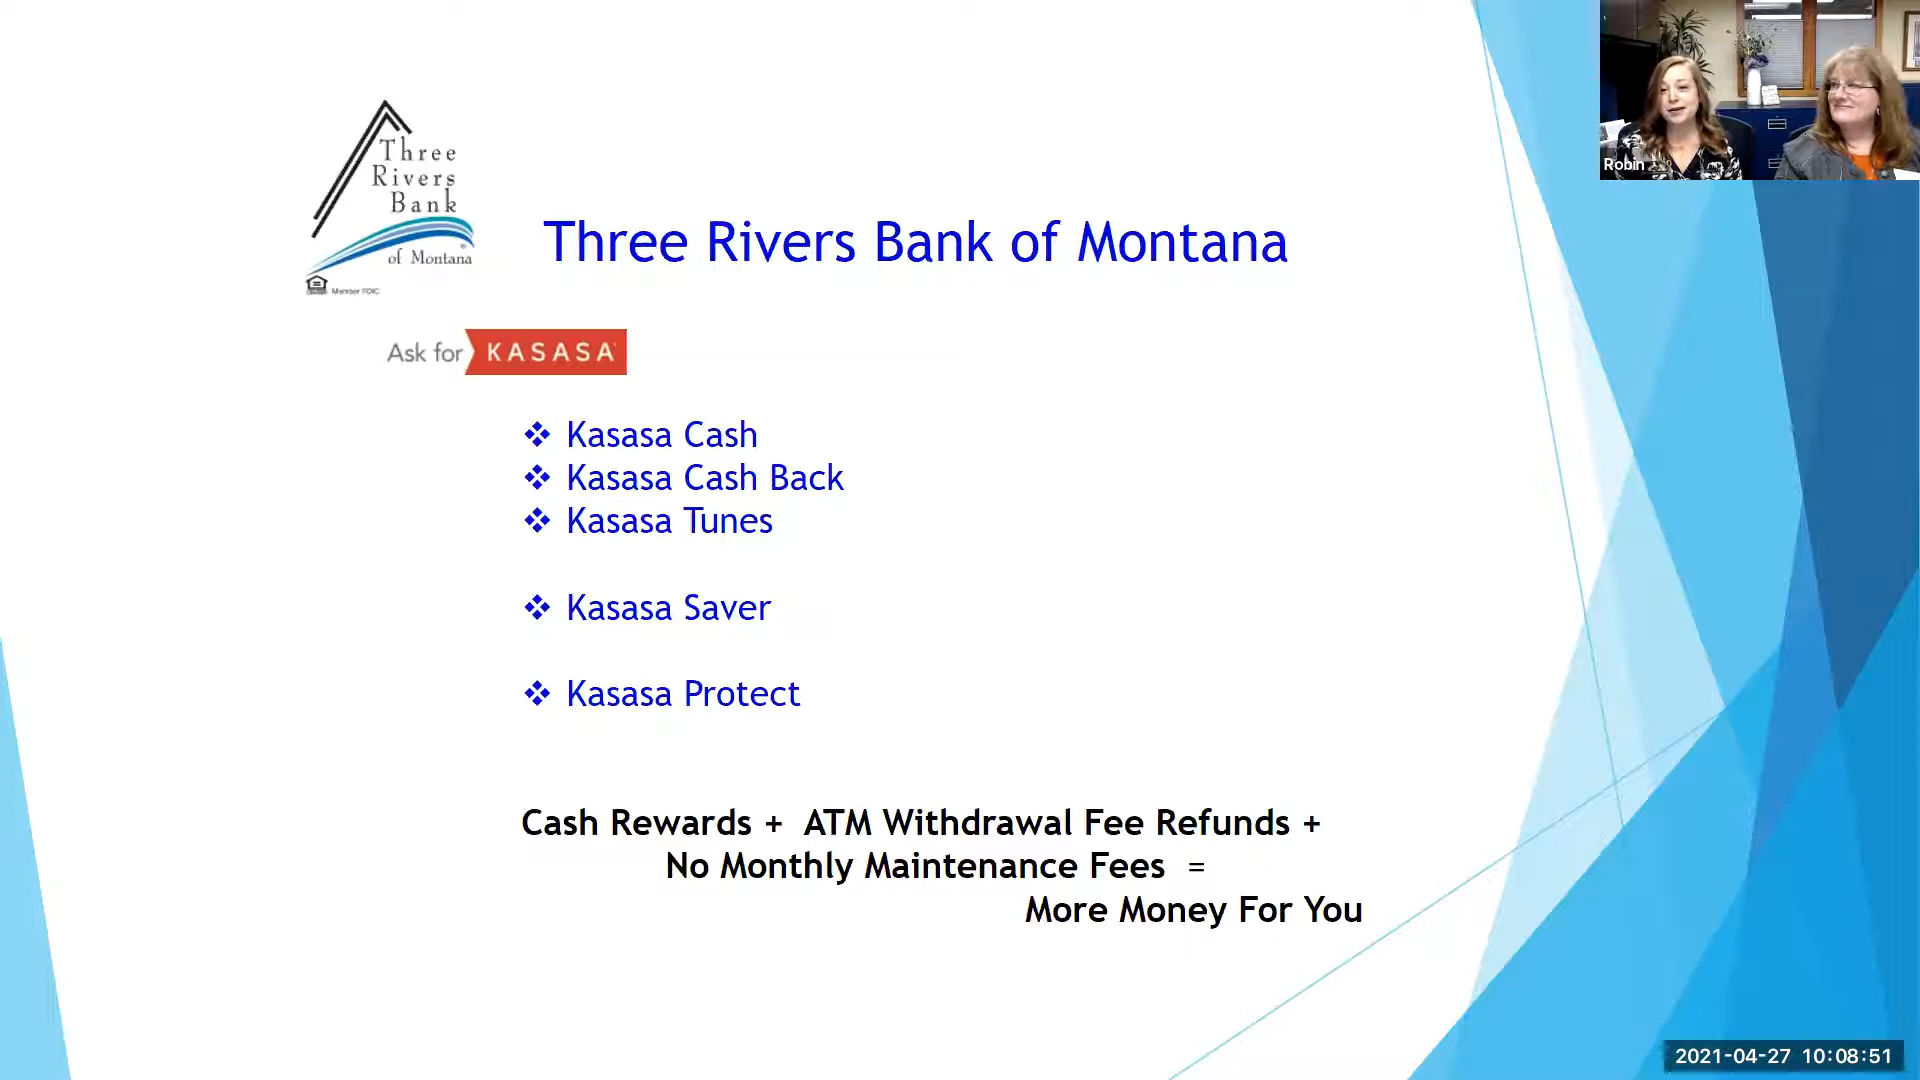 Three
Rivers
Bank
of Montana
Member FDIC
Three Rivers Bank of Montana
Ask for KASASA
❖ Kasasa Cash
❖ Kasasa Cash Back
❖ Kasasa Tunes
❖ Kasasa Saver
❖ Kasasa Protect
Cash Rewards + ATM Withdrawal Fee Refunds +
No Monthly Maintenance Fees =
More Money For You
Robin
2021-04-27 10:08:51